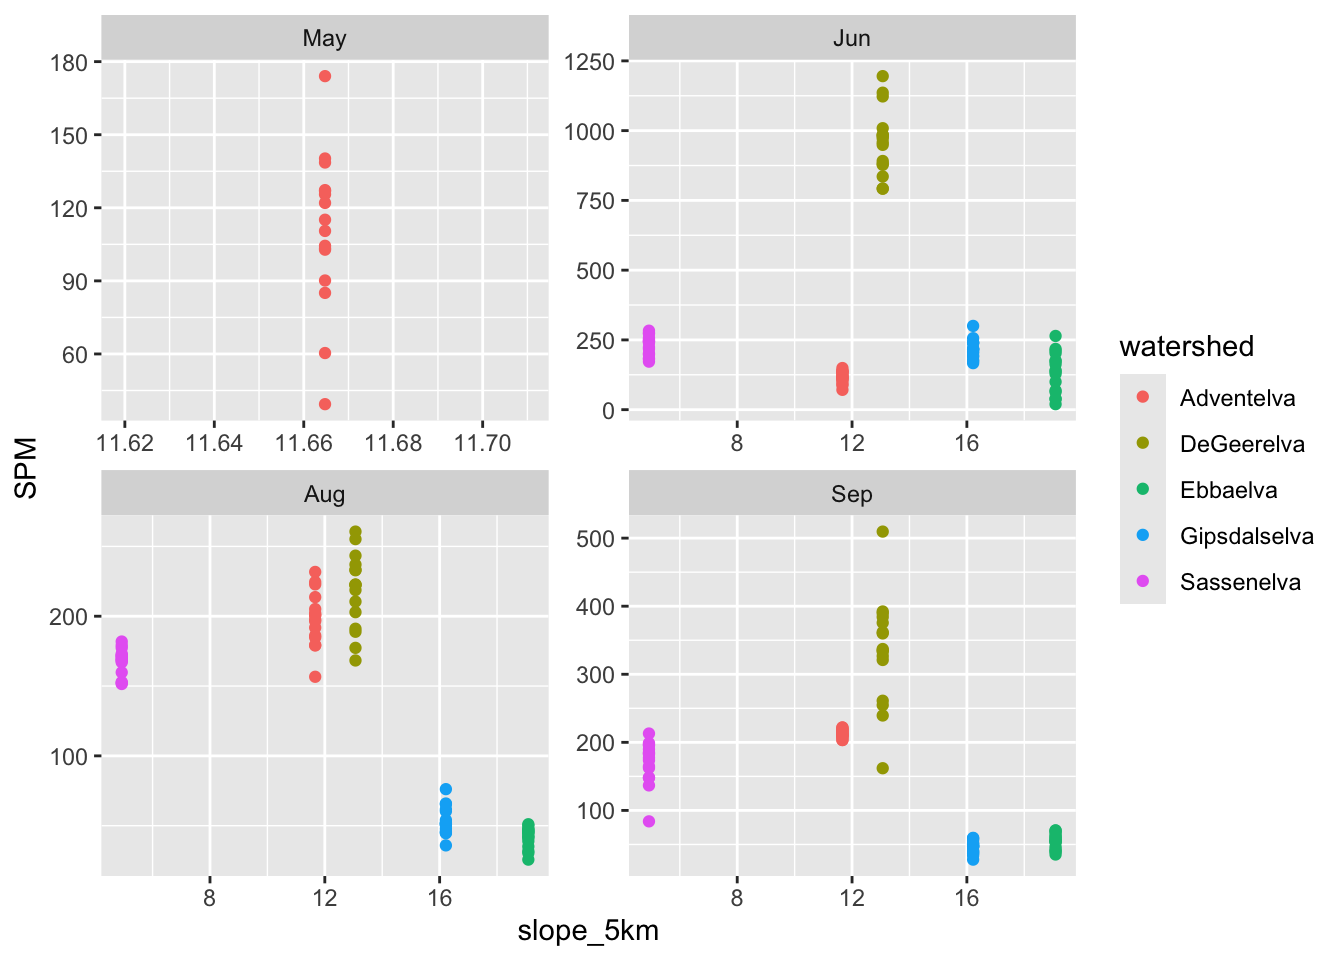 May
Jun
180
150
120
90
60
11.62 11.64 11.66 11.68 11.70
1250
1000
750
500
250
0
8 12 16
SPM
Aug
Sep
200
100
8 12 16
500
400
300
200
100
8 12 16
slope_5km
watershed
Adventelva
DeGeerelva
Ebbaelva
Gipsdalselva
Sassenelva